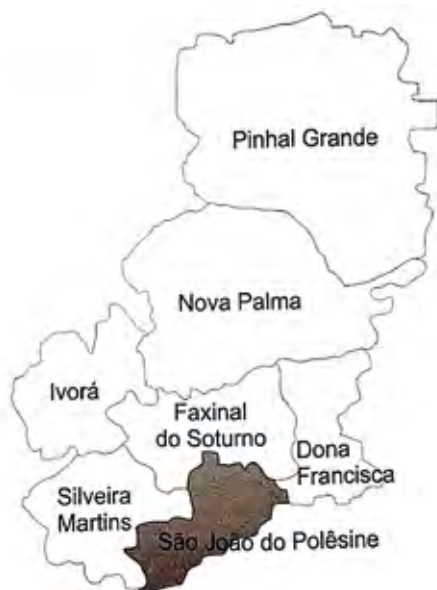 Pinhal Grande
Nova Palma
Ivorá
Faxinal
do Soturno
Dona
Francisca
Silveira
Martins
São João do Polêsine